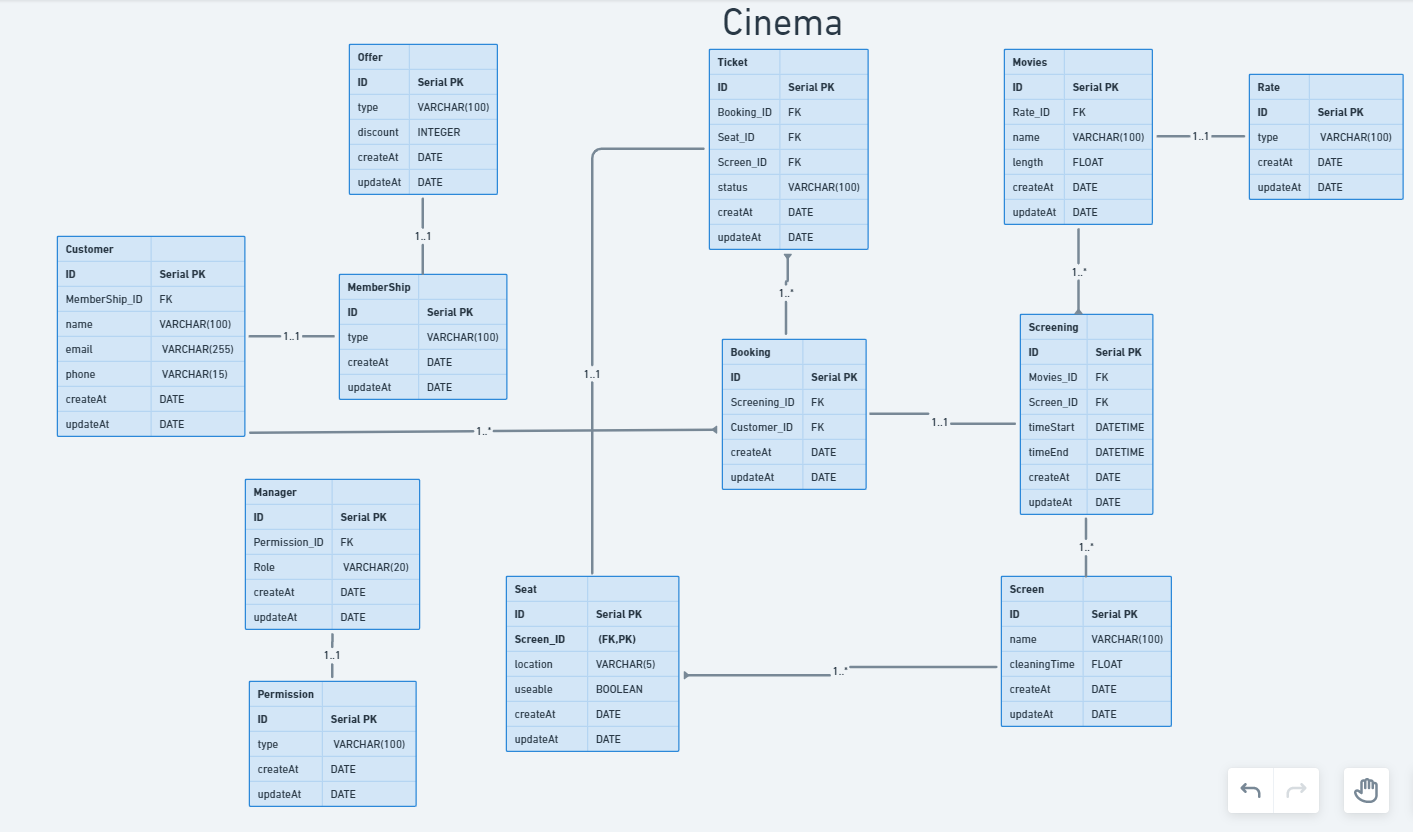 Cinema
Offer
ID Serial PK
type VARCHAR(100)
discount INTEGER
createAt DATE
updateAt DATE
1..1
Customer
ID Serial PK
MemberShip_ID FK
name VARCHAR(100)
email VARCHAR(255)
phone VARCHAR(15)
createAt DATE
updateAt DATE
1..1
MemberShip
ID Serial PK
type VARCHAR(100)
createAt DATE
updateAt DATE
1..*
Ticket
ID Serial PK
Booking_ID FK
Seat_ID FK
Screen_ID FK
status VARCHAR(100)
creatAt DATE
updateAt DATE
1..*
1..1
Movies
ID Serial PK
Rate_ID FK
name VARCHAR(100)
length FLOAT
createAt DATE
updateAt DATE
1..1
Rate
ID Serial PK
type VARCHAR(100)
creatAt DATE
updateAt DATE
1..*
Booking
ID Serial PK
Screening_ID FK
Customer_ID FK
createAt DATE
updateAt DATE
1..1
Screening
ID Serial PK
Movies_ID FK
Screen_ID FK
timeStart DATETIME
timeEnd DATETIME
createAt DATE
updateAt DATE
1..*
Manager
ID Serial PK
Permission_ID FK
Role VARCHAR(20)
createAt DATE
updateAt DATE
1..1
Permission
ID Serial PK
type VARCHAR(100)
createAt DATE
updateAt DATE
Seat
ID Serial PK
Screen_ID (FK,PK)
location VARCHAR(5)
useable BOOLEAN
createAt DATE
updateAt DATE
1..*
Screen
ID Serial PK
name VARCHAR(100)
cleaningTime FLOAT
createAt DATE
updateAt DATE